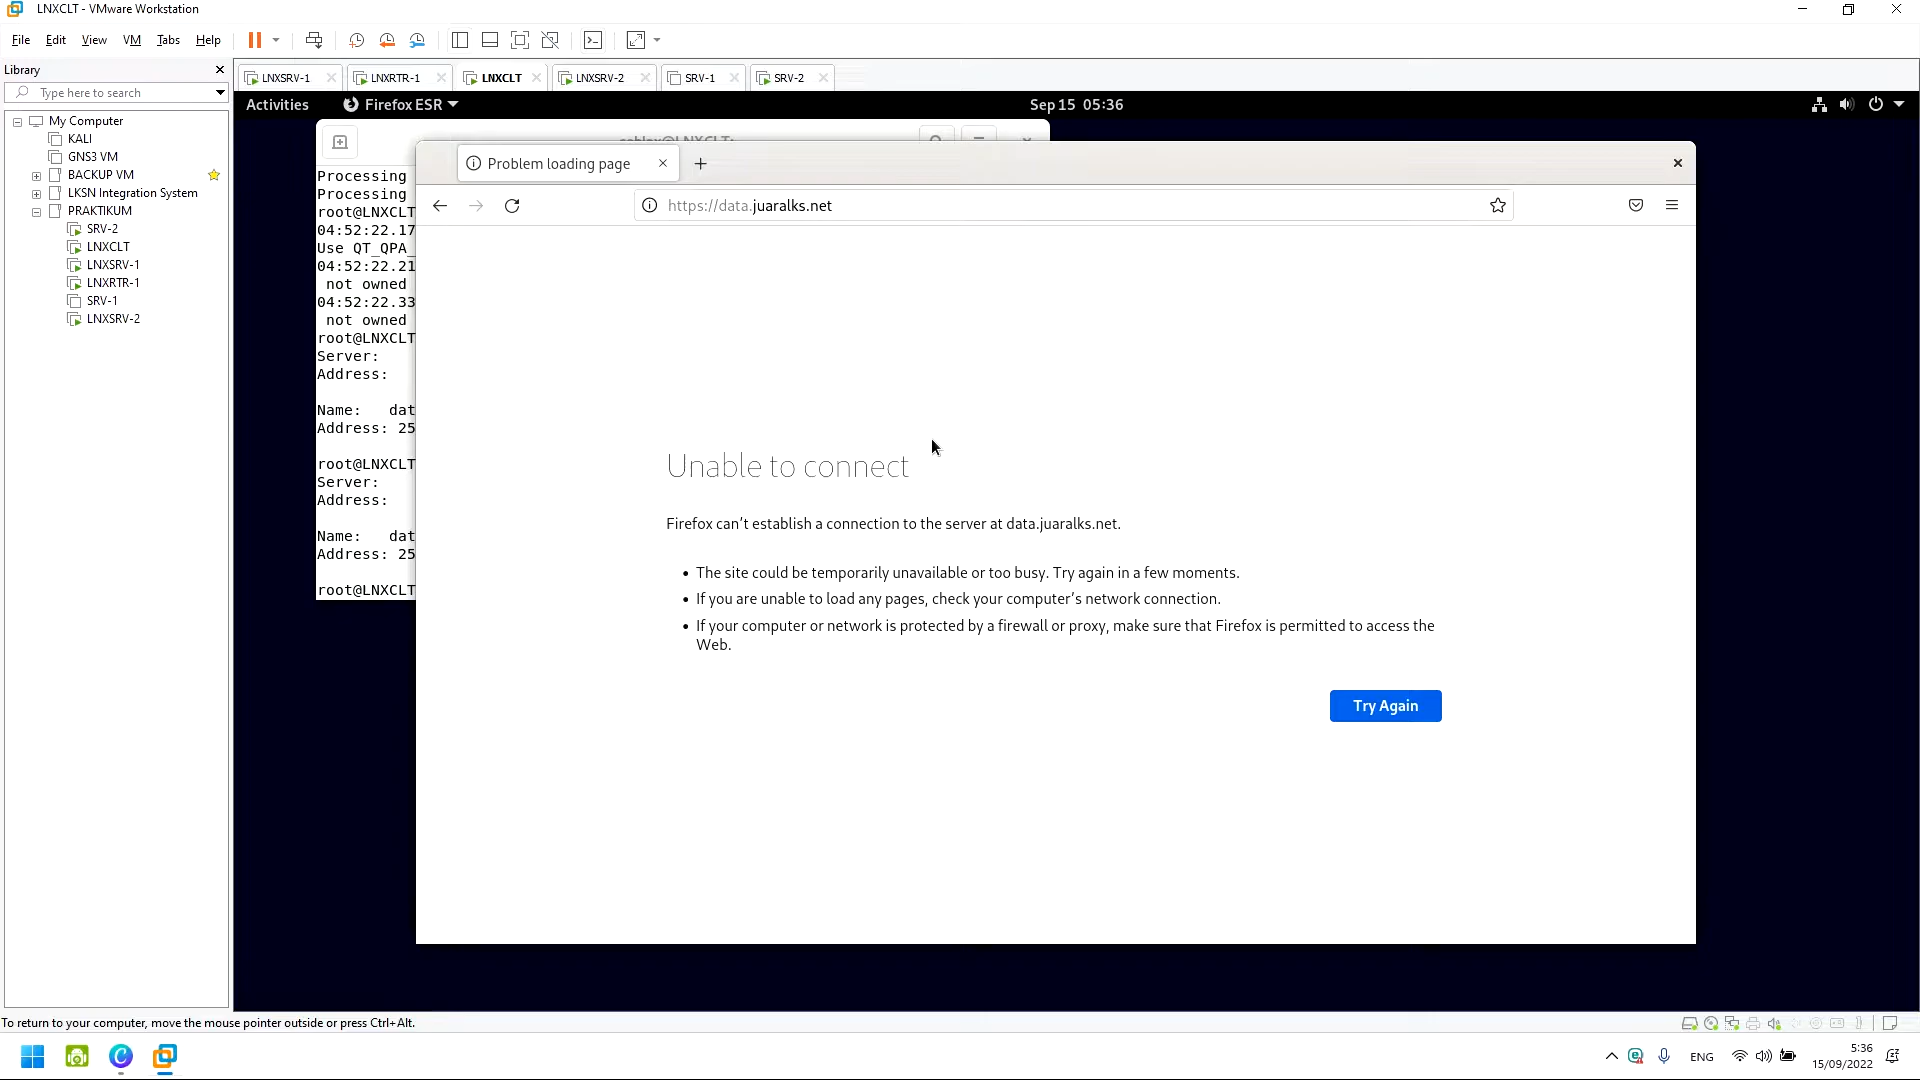 LNXCLT - VMware Workstation
File Edit View VM Tabs Help
Library
Type here to search
My Computer
KALI
GNS3 VM
BACKUP VM
LKSN Integration System
PRAKTIKUM
SRV-2
LNXCLT
LNXSRV-1
LNXRTR-1
SRV-1
LNXSRV-2
LNXSRV-1 LNXRTR-1 LNXCLT LNXSRV-2 SRV-1 SRV-2
Activities Firefox ESR Sep 15 05:36
Processing
Processing
root@LNXCLT
04:52:22.17
Use QT_QPA_
04:52:22.21
not owned
04:52:22.33
not owned
root@LNXCLT
Server:
Address:
Name: dat
Address: 25
root@LNXCLT
Server:
Address:
Name: dat
Address: 25
root@LNXCLT
Problem loading page
https://data.juaralks.net
Unable to connect
Firefox can’t establish a connection to the server at data.juaralks.net.
• The site could be temporarily unavailable or too busy. Try again in a few moments.
• If you are unable to load any pages, check your computer’s network connection.
• If your computer or network is protected by a firewall or proxy, make sure that Firefox is permitted to access the
Web.
Try Again
To return to your computer, move the mouse pointer outside or press Ctrl+Alt.
ENG
5:36
15/09/2022